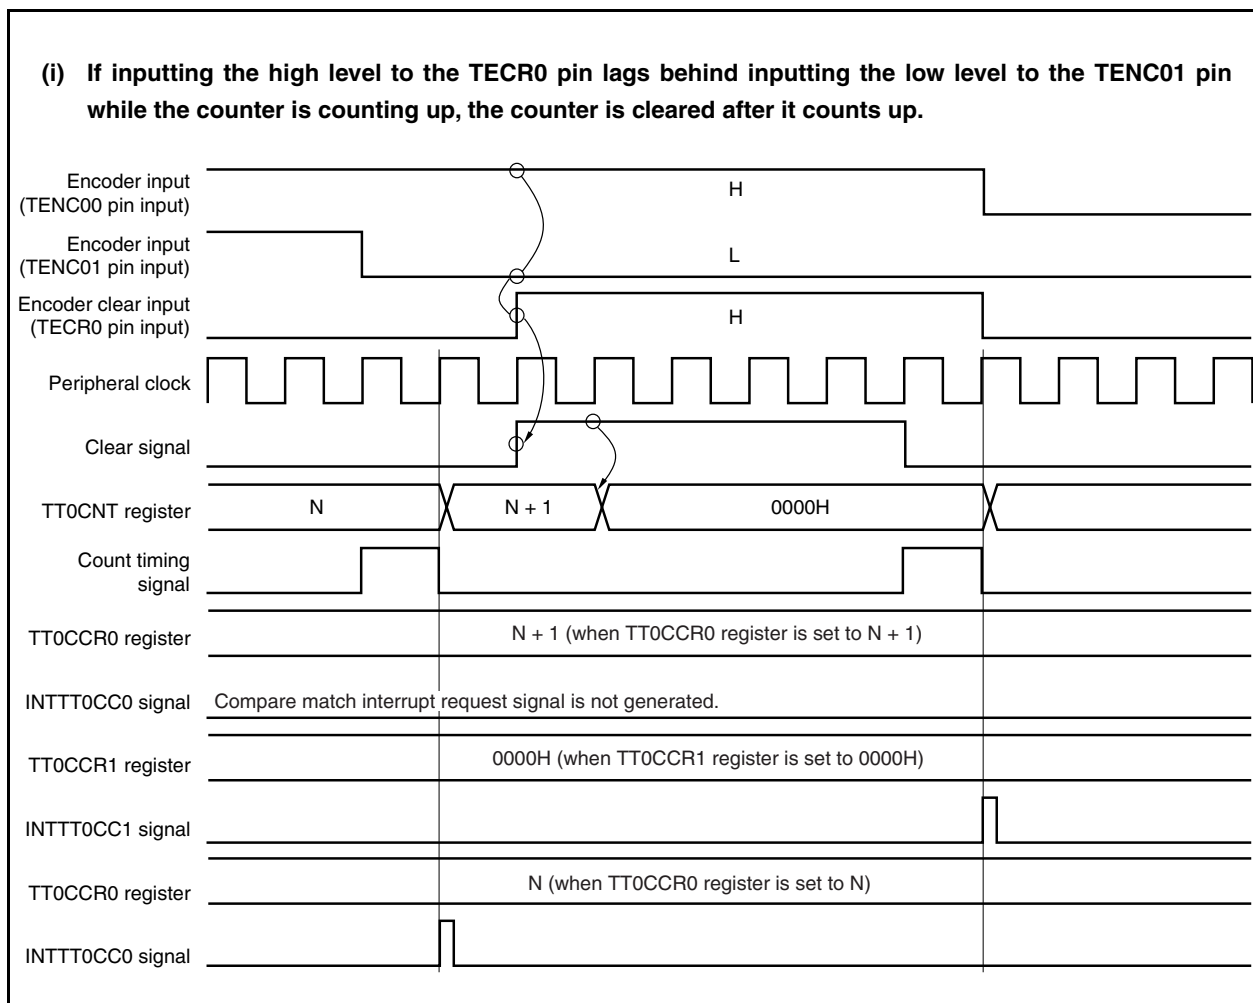 (i) If inputting the high level to the TECR0 pin lags behind inputting the low level to the TENC01 pin
while the counter is counting up, the counter is cleared after it counts up.
Encoder input
(TENC00 pin input)
H
Encoder input
(TENC01 pin input)
L
Encoder clear input
(TECR0 pin input)
H
Peripheral clock
Clear signal
TT0CNT register
N
N + 1
0000H
Count timing
signal
TT0CCR0 register
N + 1 (when TT0CCR0 register is set to N + 1)
INTTT0CC0 signal
Compare match interrupt request signal is not generated.
TT0CCR1 register
0000H (when TT0CCR1 register is set to 0000H)
INTTT0CC1 signal
TT0CCR0 register
N (when TT0CCR0 register is set to N)
INTTT0CC0 signal